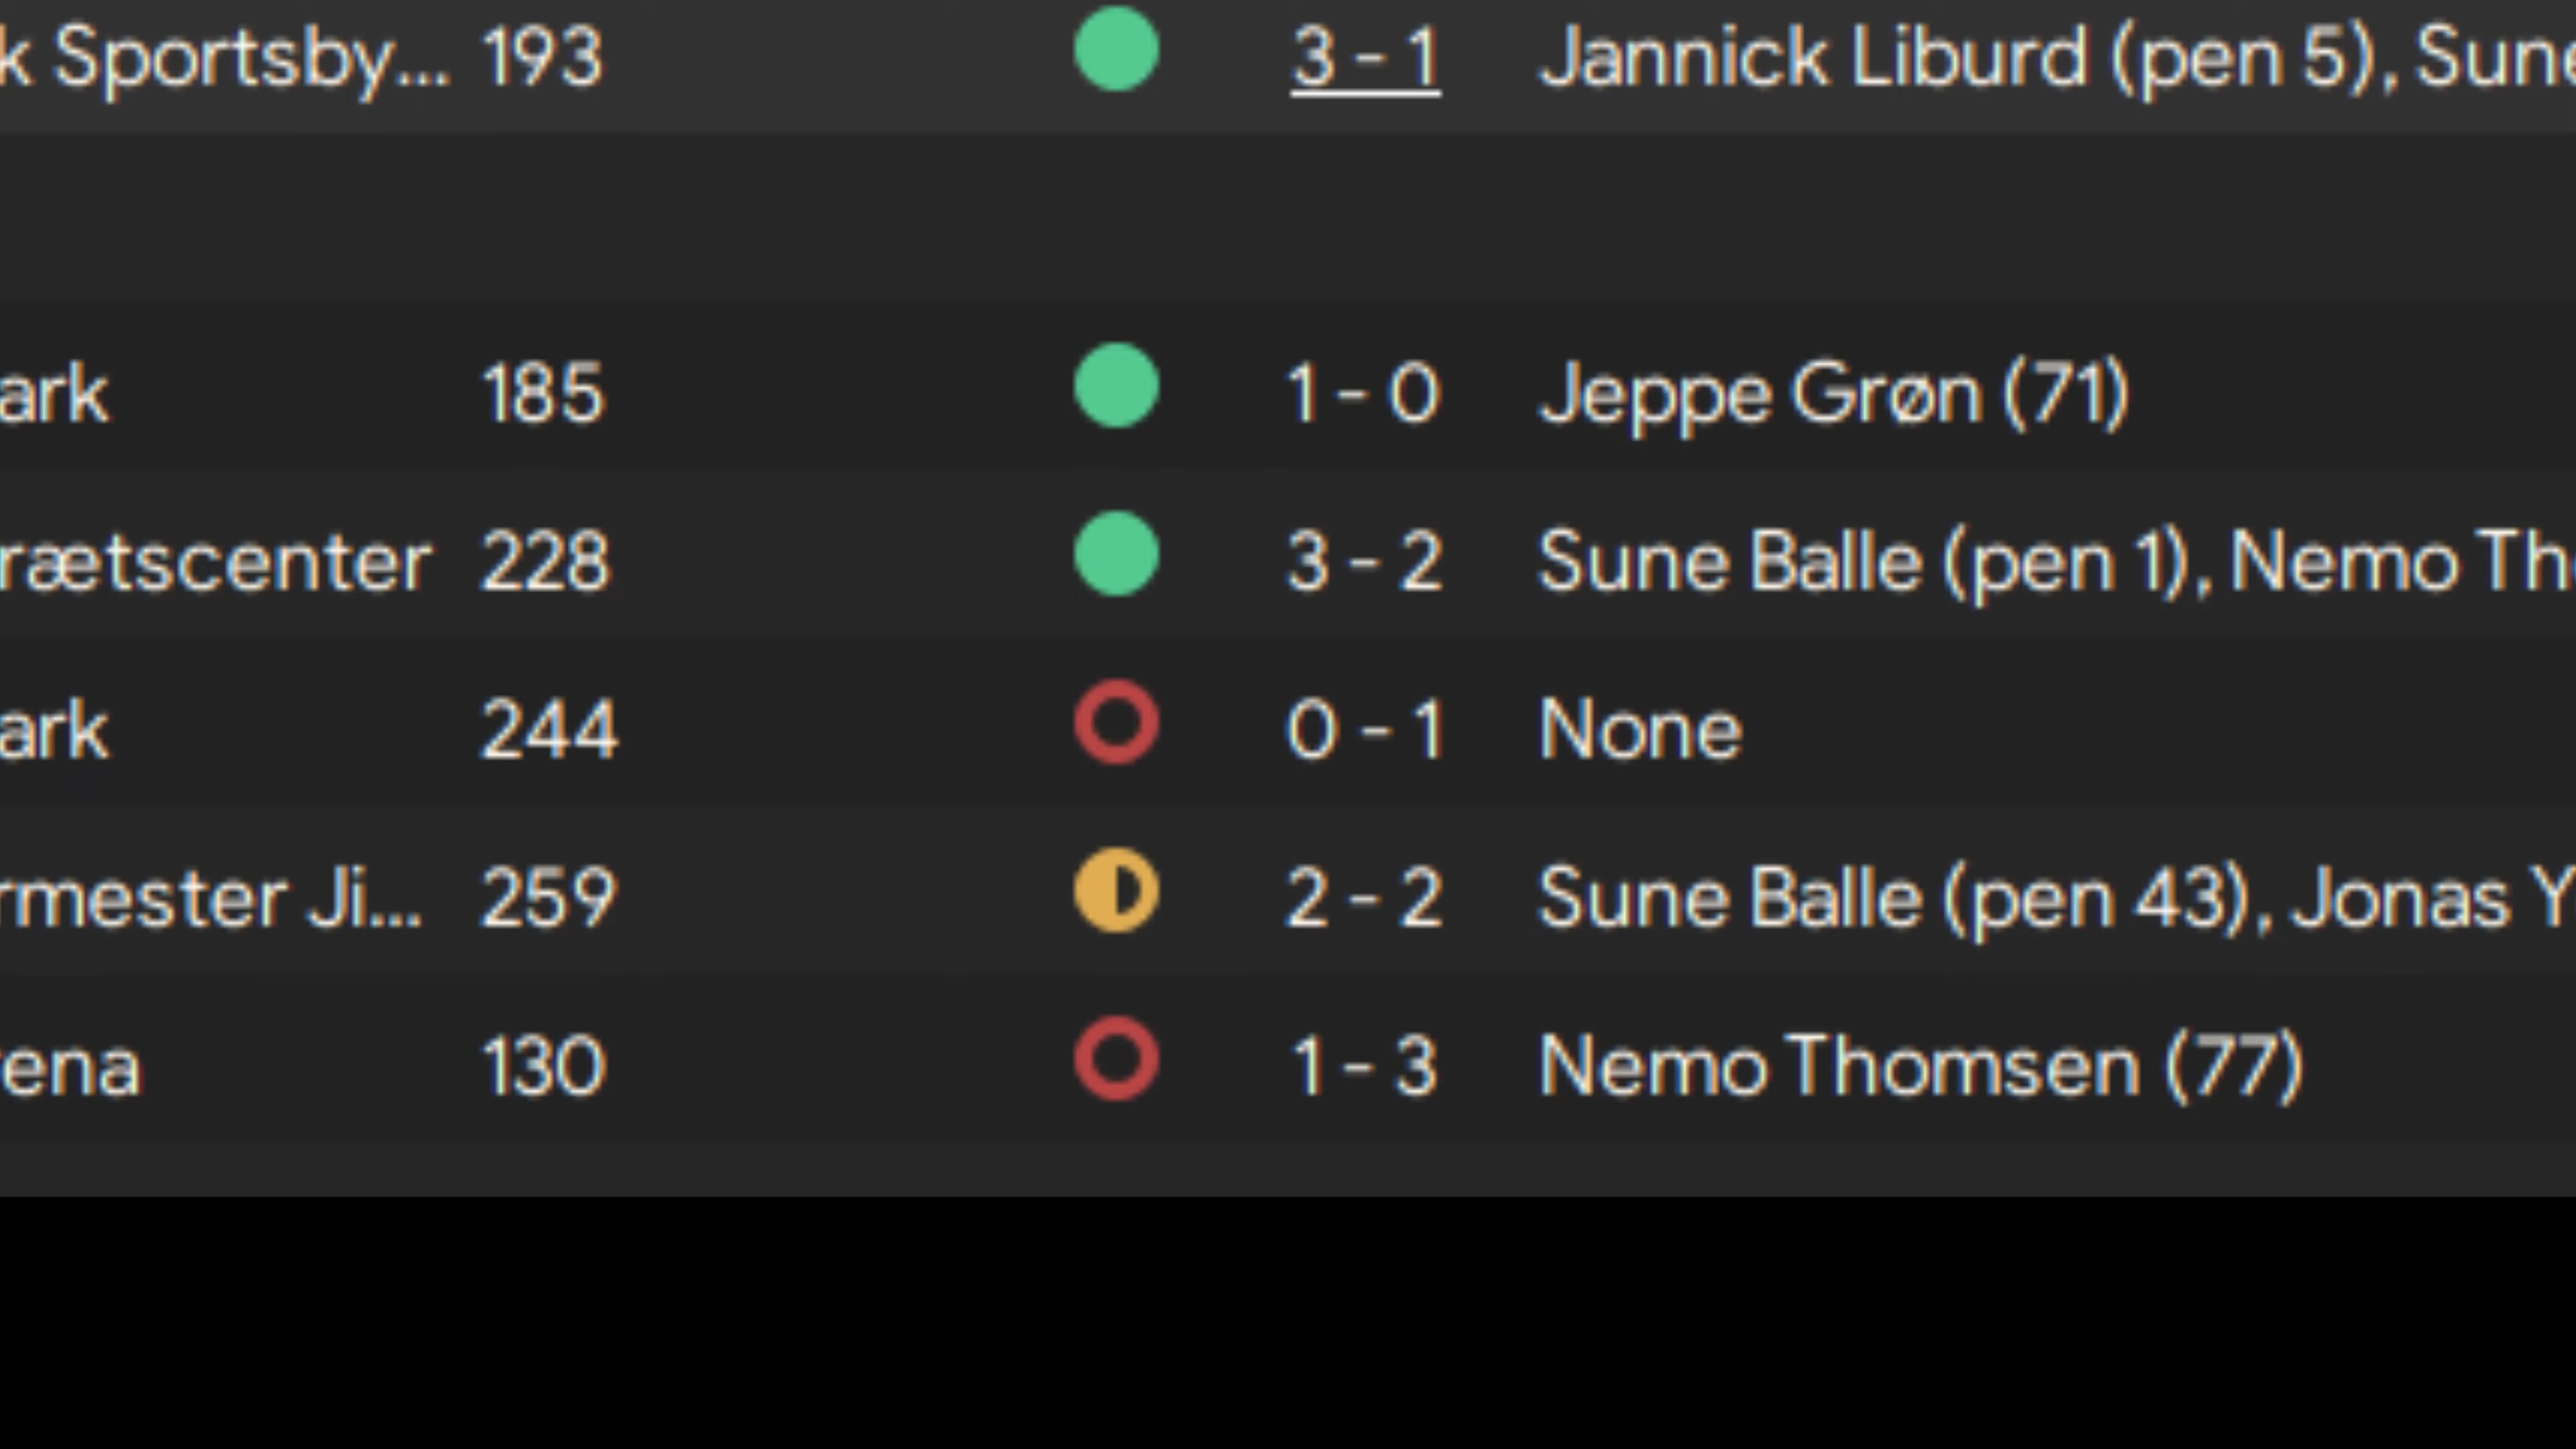 k Sportsby... 193 3 - 1 Jannick Liburd (pen 5), Sune
ark 185 1 - 0 Jeppe Grøn (71)
rætscenter 228 3 - 2 Sune Balle (pen 1), Nemo Tho
ark 244 0 - 1 None
rmester Ji... 259 2 - 2 Sune Balle (pen 43), Jonas Y
ena 130 1 - 3 Nemo Thomsen (77)